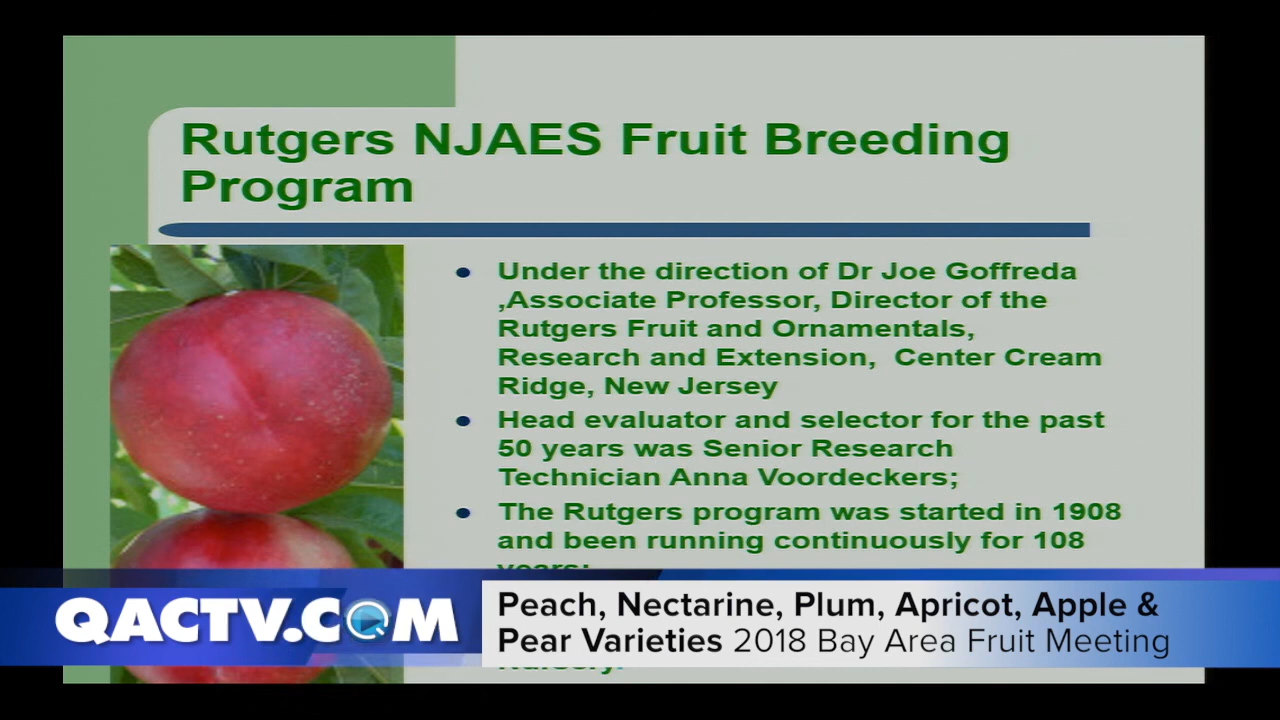 Rutgers NJAES Fruit Breeding
Program
• Under the direction of Dr Joe Goffreda
,Associate Professor, Director of the
Rutgers Fruit and Ornamentals,
Research and Extension, Center Cream
Ridge, New Jersey
• Head evaluator and selector for the past
50 years was Senior Research
Technician Anna Voordeckers;
• The Rutgers program was started in 1908
and been running continuously for 108
years;
QACTV.COM
Peach, Nectarine, Plum, Apricot, Apple &
Pear Varieties 2018 Bay Area Fruit Meeting
Nursery.